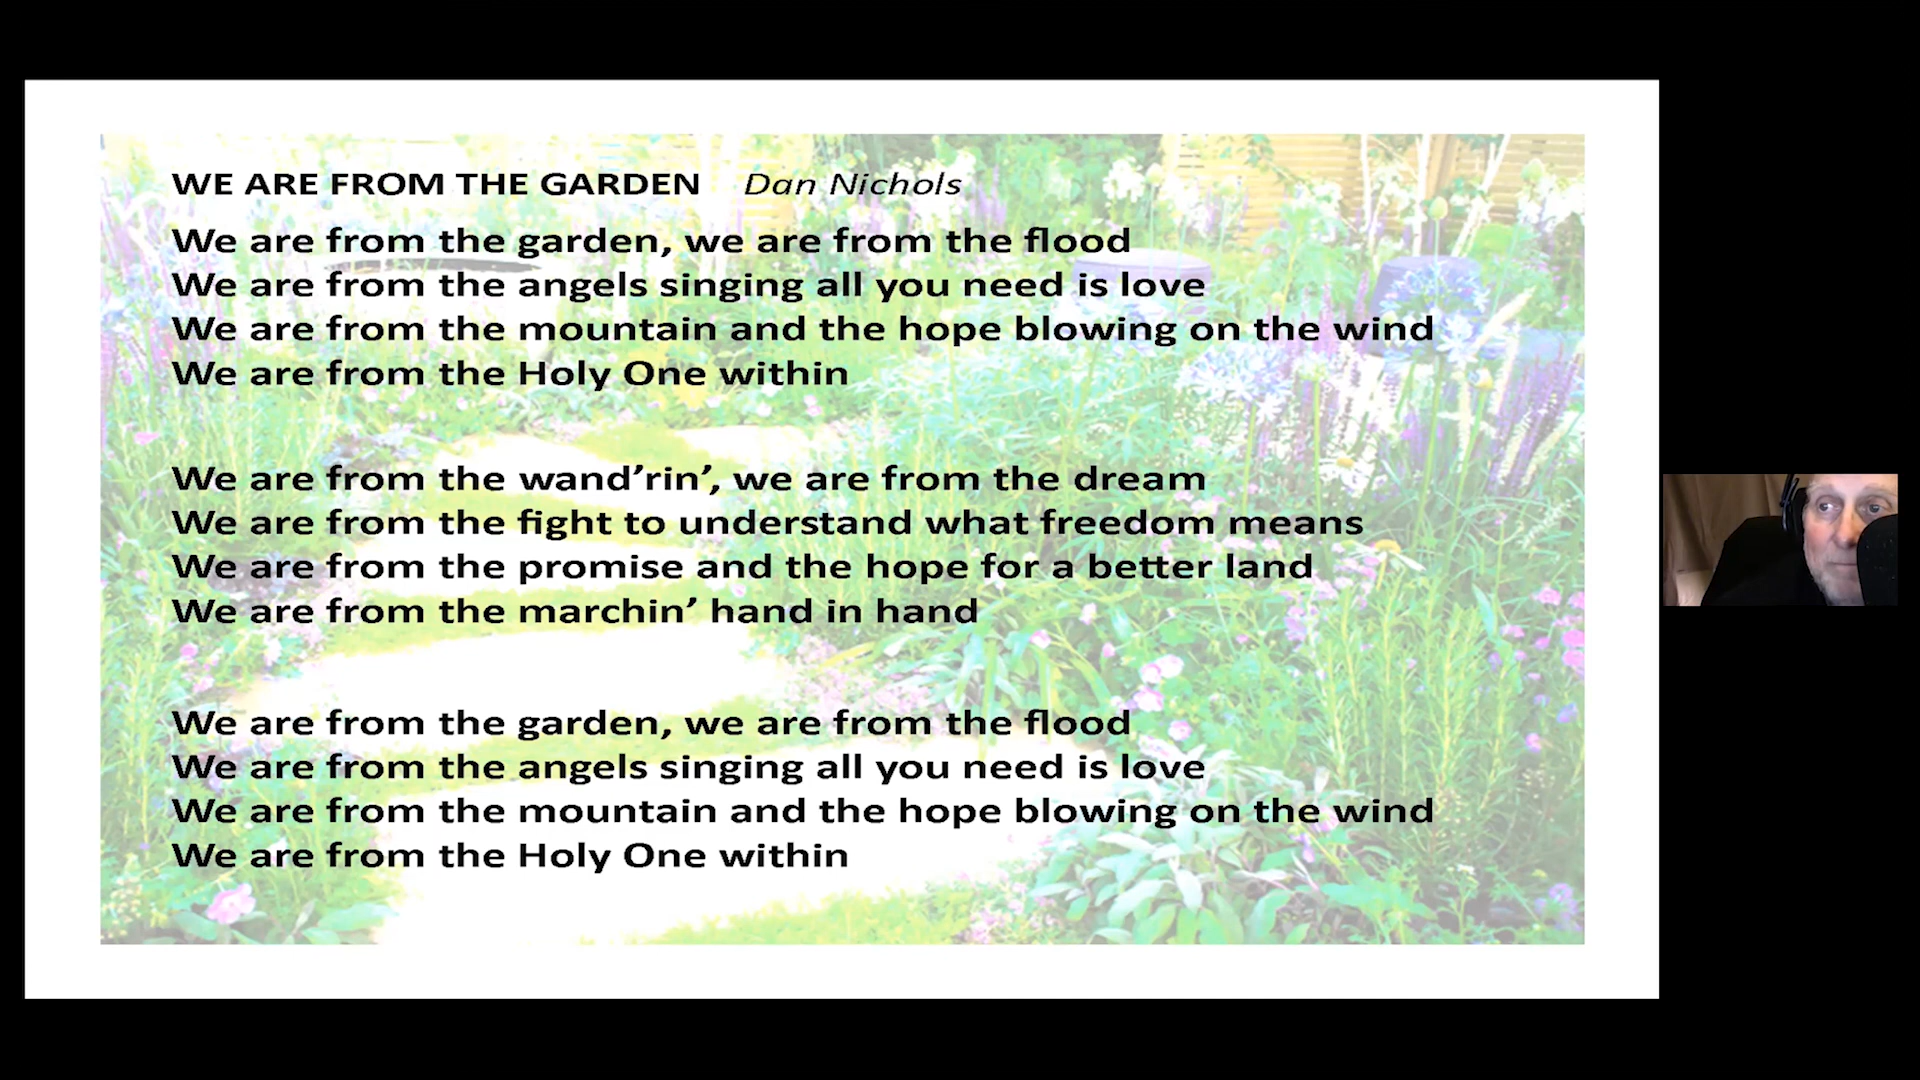 WE ARE FROM THE GARDEN Dan Nichols
We are from the garden, we are from the flood
We are from the angels singing all you need is love
We are from the mountain and the hope blowing on the wind
We are from the Holy One within
We are from the wand’rin’, we are from the dream
We are from the fight to understand what freedom means
We are from the promise and the hope for a better land
We are from the marchin’ hand in hand
We are from the garden, we are from the flood
We are from the angels singing all you need is love
We are from the mountain and the hope blowing on the wind
We are from the Holy One within